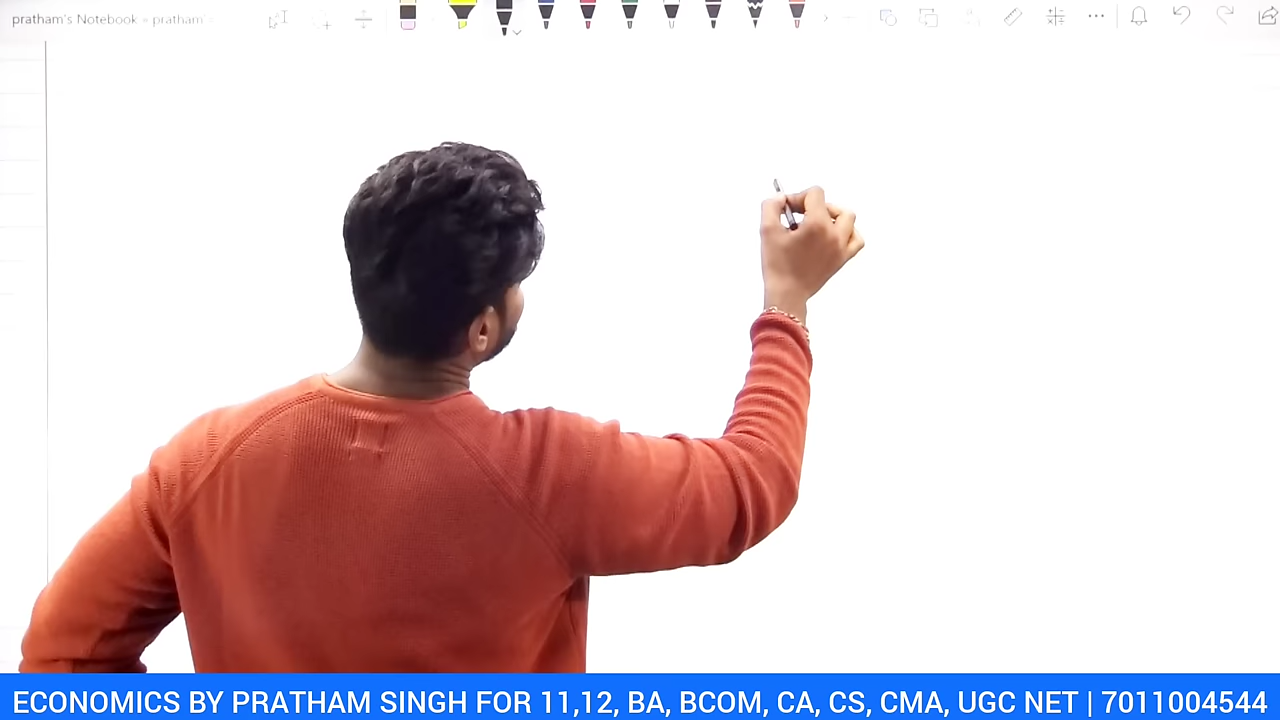 pratham's Notebook » pratham
ECONOMICS BY PRATHAM SINGH FOR 11,12, BA, BCOM, CA, CS, CMA, UGC NET | 7011004544